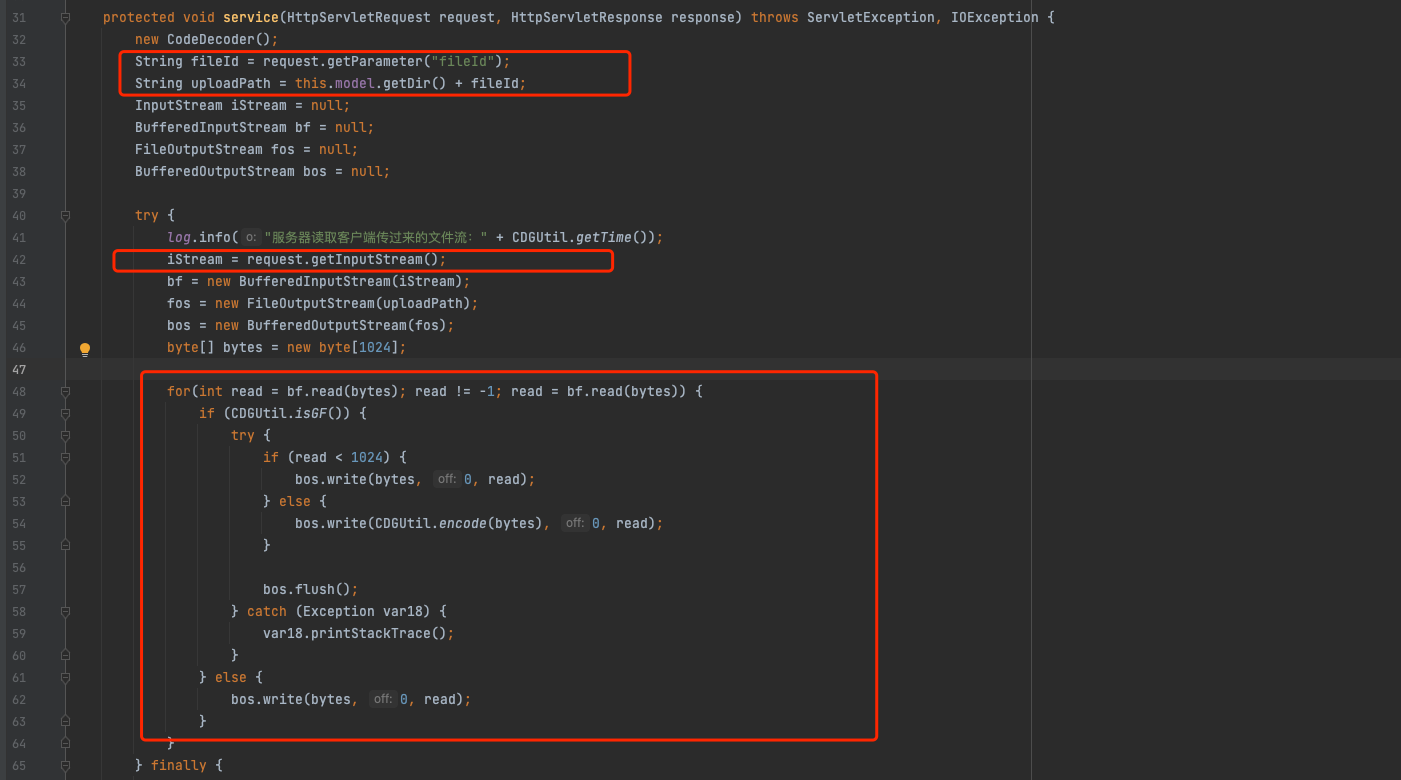 31 protected void service(HttpServletRequest request, HttpServletResponse response) throws ServletException, IOException {
32 new CodeDecoder();
33 String fileId = request.getParameter("fileId");
34 String uploadPath = this.model.getDir() + fileId;
35 InputStream iStream = null;
36 BufferedInputStream bf = null;
37 FileOutputStream fos = null;
38 BufferedOutputStream bos = null;
39
40 try {
41 log.info( o: "服务器读取客户端传过来的文件流：" + CDGUtil.getTime());
42 iStream = request.getInputStream();
43 bf = new BufferedInputStream(iStream);
44 fos = new FileOutputStream(uploadPath);
45 bos = new BufferedOutputStream(fos);
46 byte[] bytes = new byte[1024];
47
48 for(int read = bf.read(bytes); read != -1; read = bf.read(bytes)) {
49 if (CDGUtil.isGF()) {
50 try {
51 if (read < 1024) {
52 bos.write(bytes, off: 0, read);
53 } else {
54 bos.write(CDGUtil.encode(bytes), off: 0, read);
55 }
56
57 bos.flush();
58 } catch (Exception var18) {
59 var18.printStackTrace();
60 }
61 } else {
62 bos.write(bytes, off: 0, read);
63 }
64 }
65 } finally {